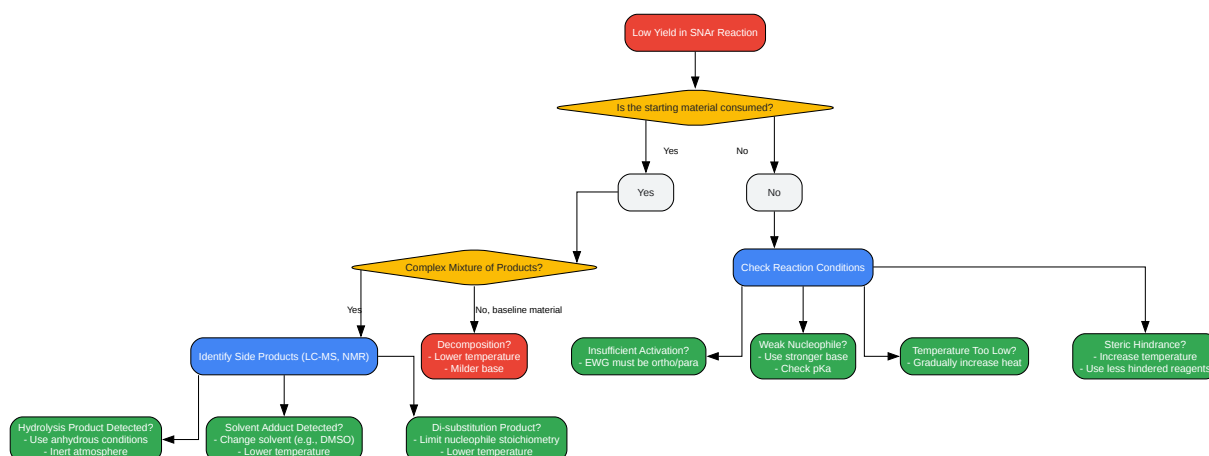 Low Yield in SNAr Reaction
Is the starting material consumed?
Yes
No
Yes
No
Complex Mixture of Products?
Check Reaction Conditions
Yes
No, baseline material
Identify Side Products (LC-MS, NMR)
Decomposition?
- Lower temperature
- Milder base
Insufficient Activation?
- EWG must be ortho/para
Weak Nucleophile?
- Use stronger base
- Check pKa
Temperature Too Low?
- Gradually increase heat
Steric Hindrance?
- Increase temperature
- Use less hindered reagents
Hydrolysis Product Detected?
- Use anhydrous conditions
- Inert atmosphere
Solvent Adduct Detected?
- Change solvent (e.g., DMSO)
- Lower temperature
Di-substitution Product?
- Limit nucleophile stoichiometry
- Lower temperature